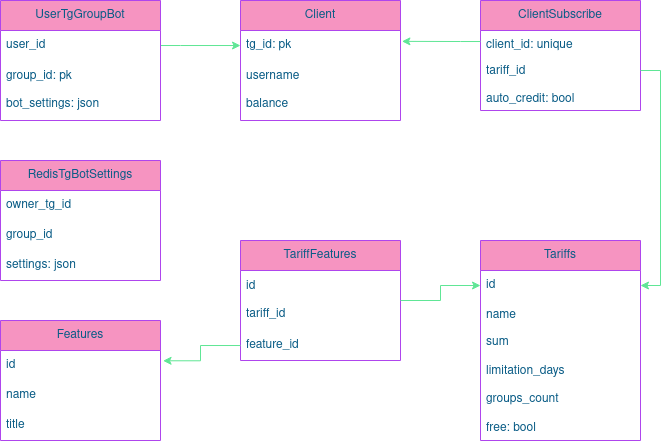 UserTgGroupBot
user_id
group_id: pk
bot_settings: json
Client
tg_id: pk
username
balance
ClientSubscribe
client_id: unique
tariff_id
auto_credit: bool
RedisTgBotSettings
owner_tg_id
group_id
settings: json
TariffFeatures
id
tariff_id
feature_id
Tariffs
id
name
sum
limitation_days
groups_count
free: bool
Features
id
name
title